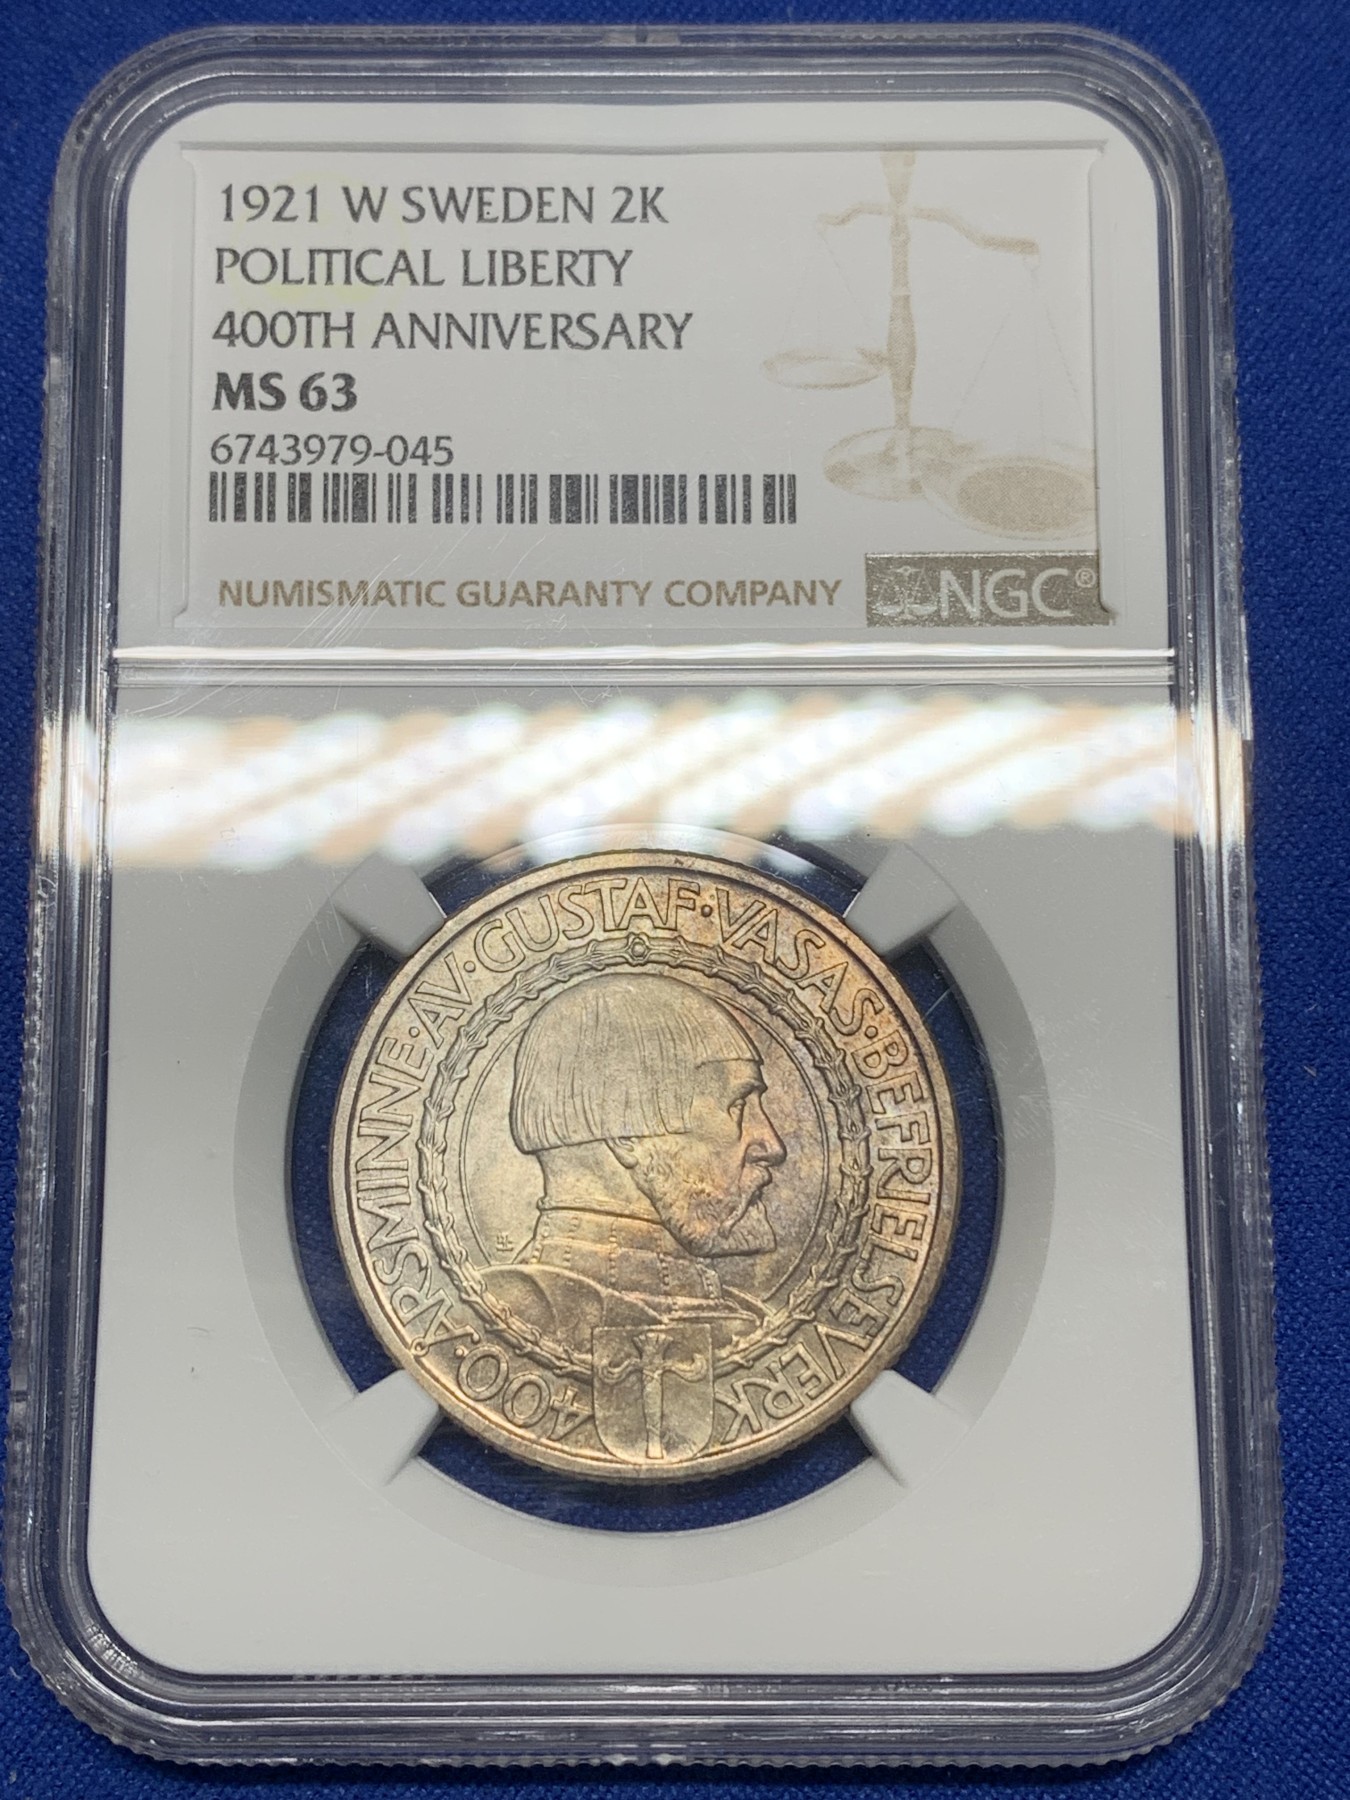 1921 W SWEDEN 2K
POLITICAL LIBERTY
400TH ANNIVERSARY
MS 63
6743979-045
NUMISMATIC GUARANTY COMPANY
NGC®
400·ÅRSMINNE·AV·GUSTAF·VASAS·BEFRIELSEVERK